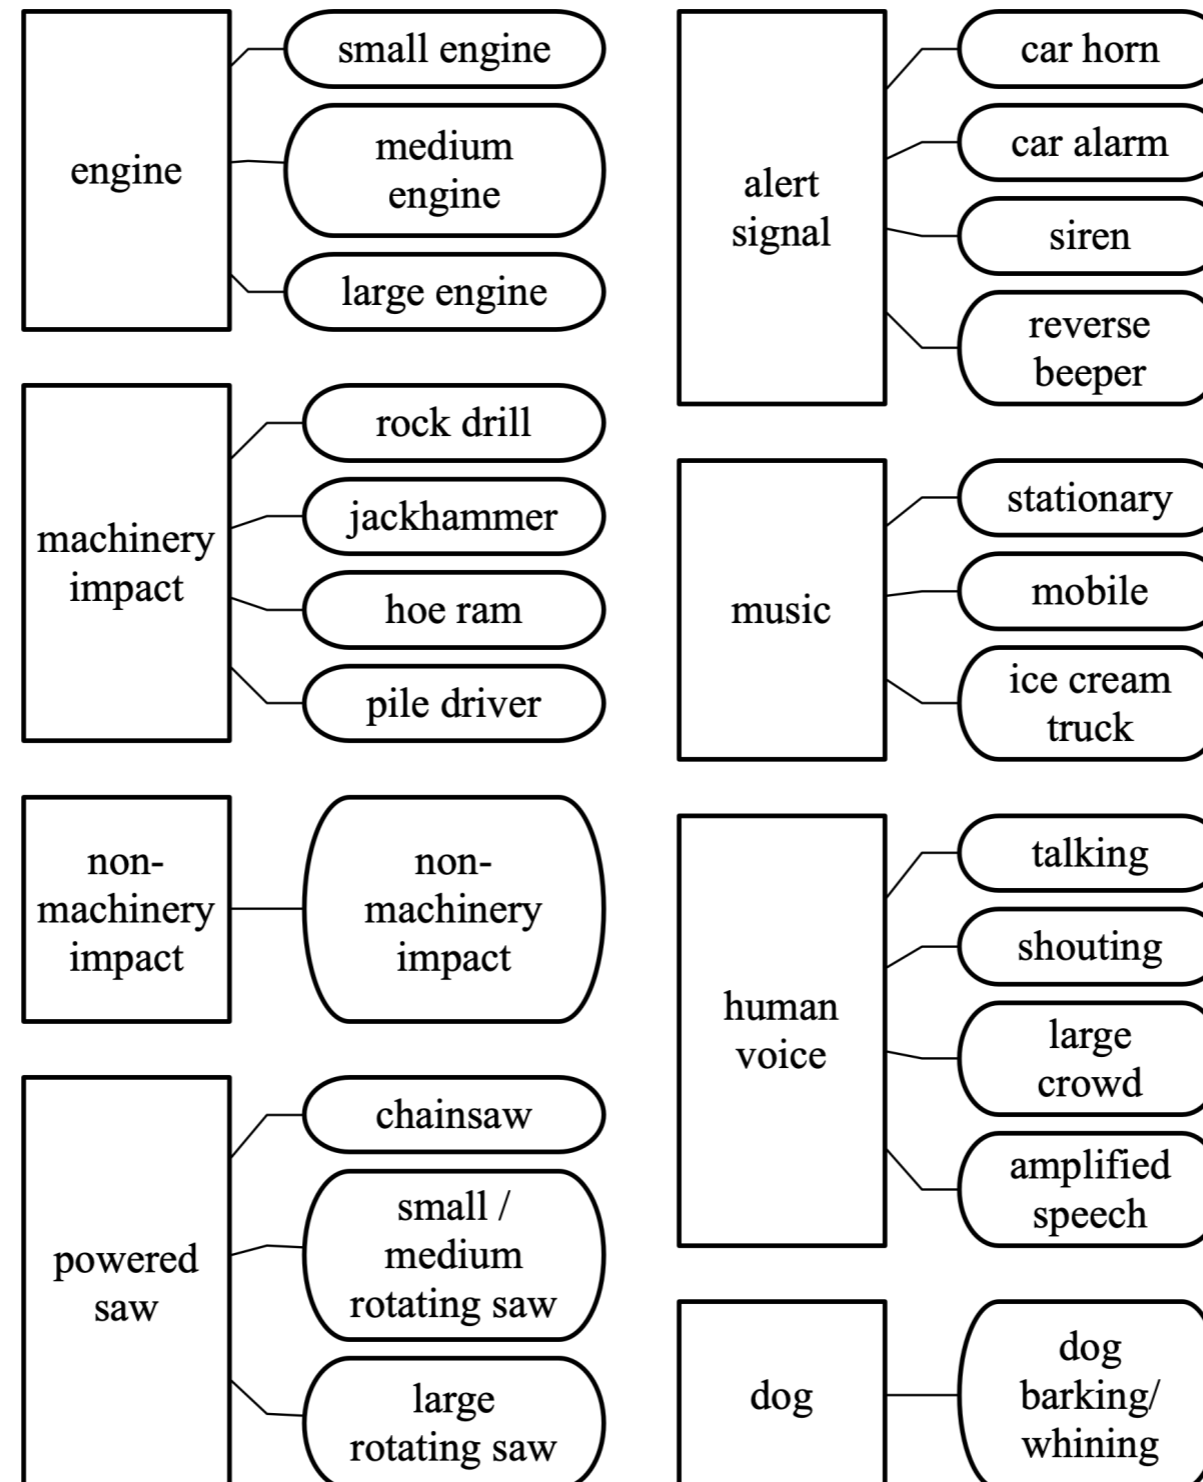 engine
small engine
medium
engine
large engine
machinery
impact
rock drill
jackhammer
hoe ram
pile driver
non-
machinery
impact
non-
machinery
impact
powered
saw
chainsaw
small /
medium
rotating saw
large
rotating saw
alert
signal
car horn
car alarm
siren
reverse
beeper
music
stationary
mobile
ice cream
truck
human
voice
talking
shouting
large
crowd
amplified
speech
dog
dog
barking/
whining